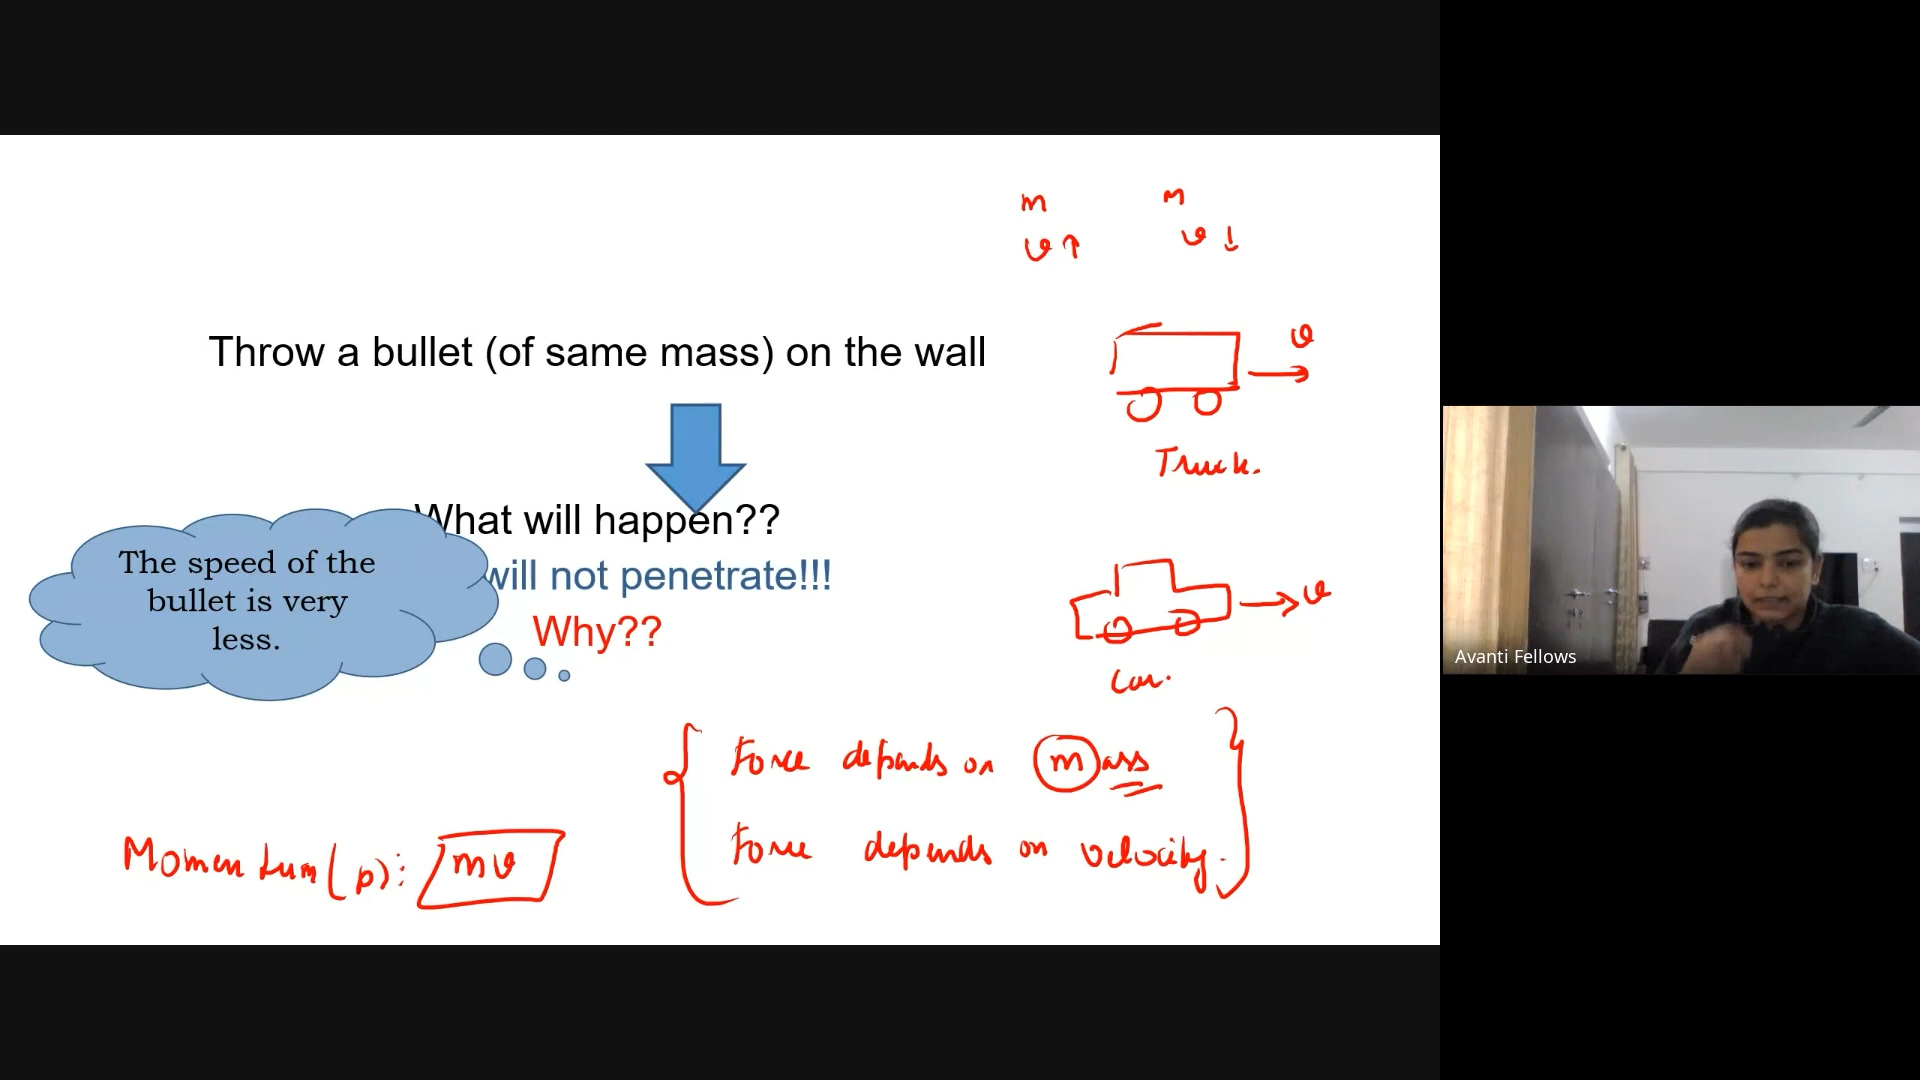 m m
v ↑ v ↓
Throw a bullet (of same mass) on the wall
v
Truck.
What will happen??
The speed of the
bullet is very
less.
will not penetrate!!!
Why??
v
Car.
Force depends on mass
Force depends on velocity.
Momentum(p): mv
Avanti Fellows